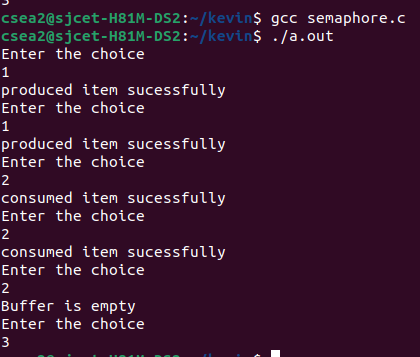 3
csea2@sjcet-H81M-DS2:~/kevin$ gcc semaphore.c
csea2@sjcet-H81M-DS2:~/kevin$ ./a.out
Enter the choice
1
produced item sucessfully
Enter the choice
1
produced item sucessfully
Enter the choice
2
consumed item sucessfully
Enter the choice
2
consumed item sucessfully
Enter the choice
2
Buffer is empty
Enter the choice
3